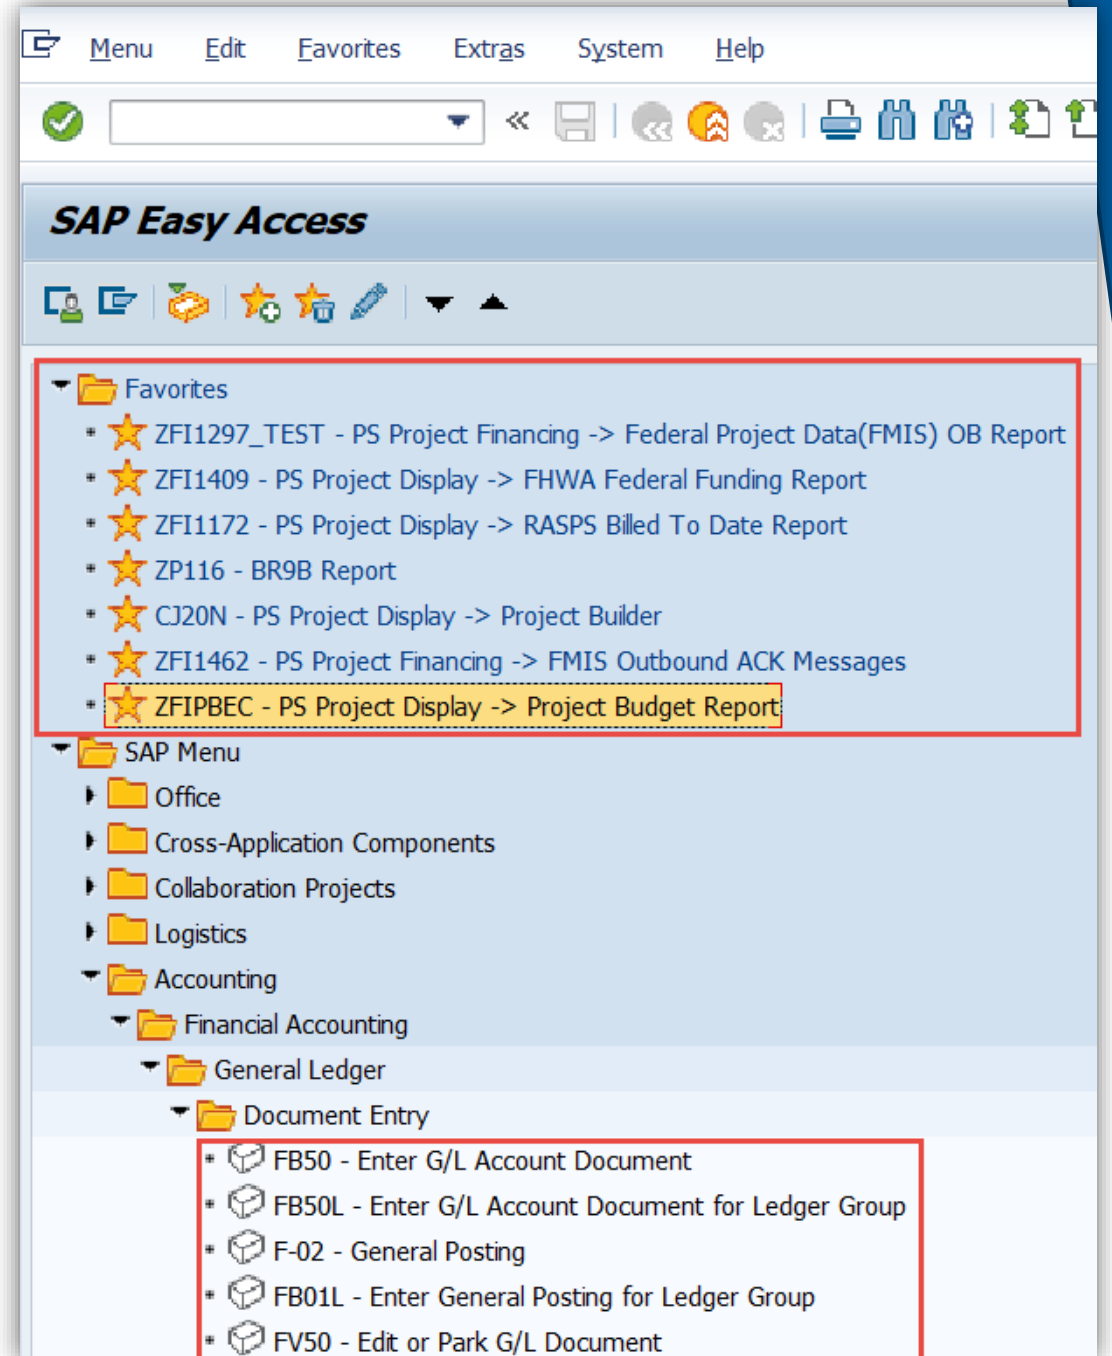 Menu Edit Favorites Extras System Help
SAP Easy Access
Favorites
ZFI1297_TEST - PS Project Financing -> Federal Project Data(FMIS) OB Report
ZFI1409 - PS Project Display -> FHWA Federal Funding Report
ZFI1172 - PS Project Display -> RASPS Billed To Date Report
ZP116 - BR9B Report
CJ20N - PS Project Display -> Project Builder
ZFI1462 - PS Project Financing -> FMIS Outbound ACK Messages
ZFIPBEC - PS Project Display -> Project Budget Report
SAP Menu
Office
Cross-Application Components
Collaboration Projects
Logistics
Accounting
Financial Accounting
General Ledger
Document Entry
FB50 - Enter G/L Account Document
FB50L - Enter G/L Account Document for Ledger Group
F-02 - General Posting
FB01L - Enter General Posting for Ledger Group
FV50 - Edit or Park G/L Document